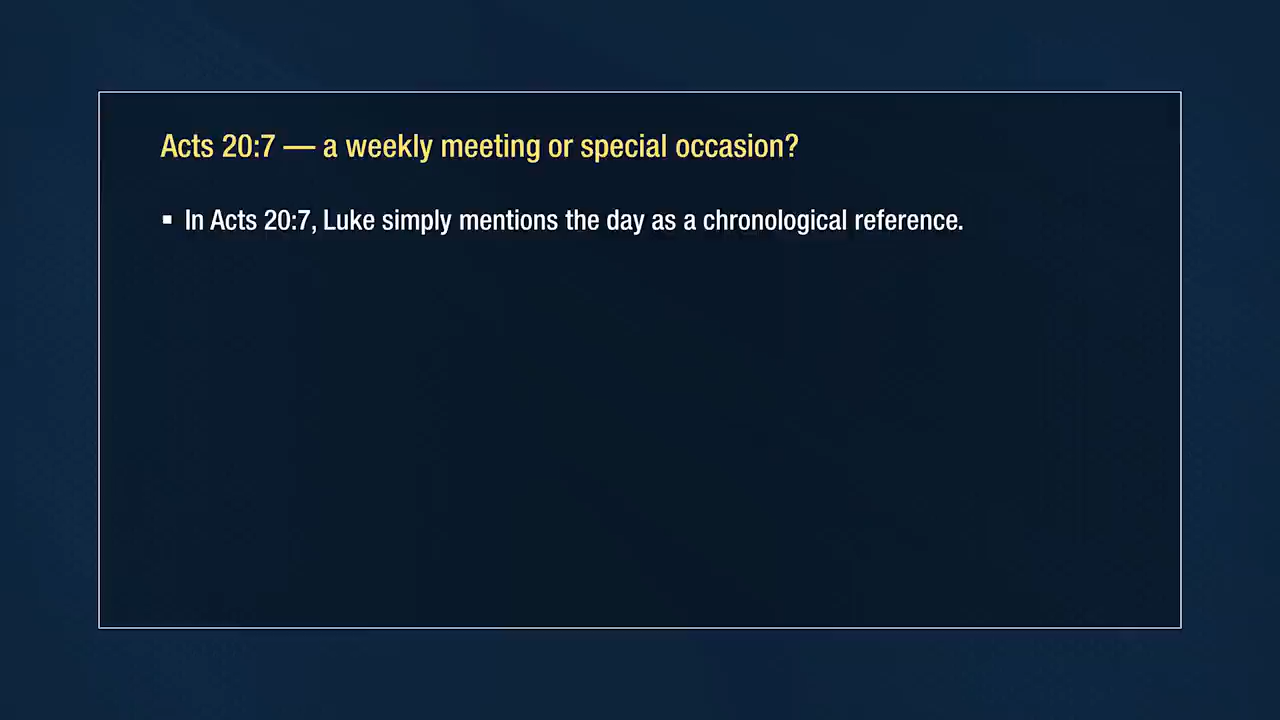 Acts 20:7 — a weekly meeting or special occasion?
▪ In Acts 20:7, Luke simply mentions the day as a chronological reference.